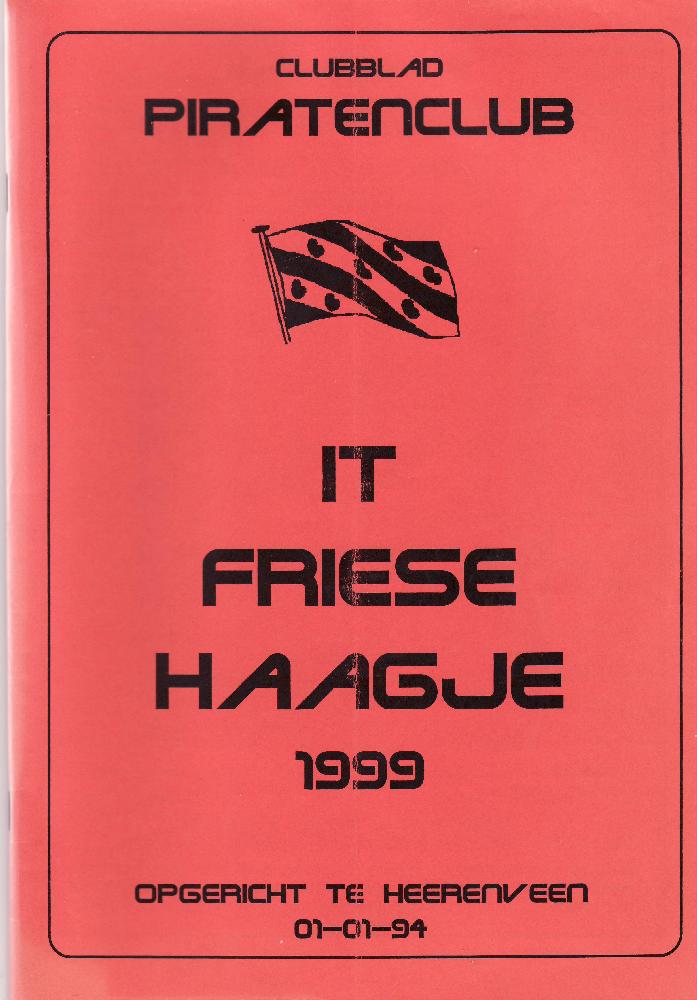 CLUBBLAD
PIRATENCLUB
IT
FRIESE
HAAGJE
1999
OPGERICHT TE HEERENVEEN
01-01-94